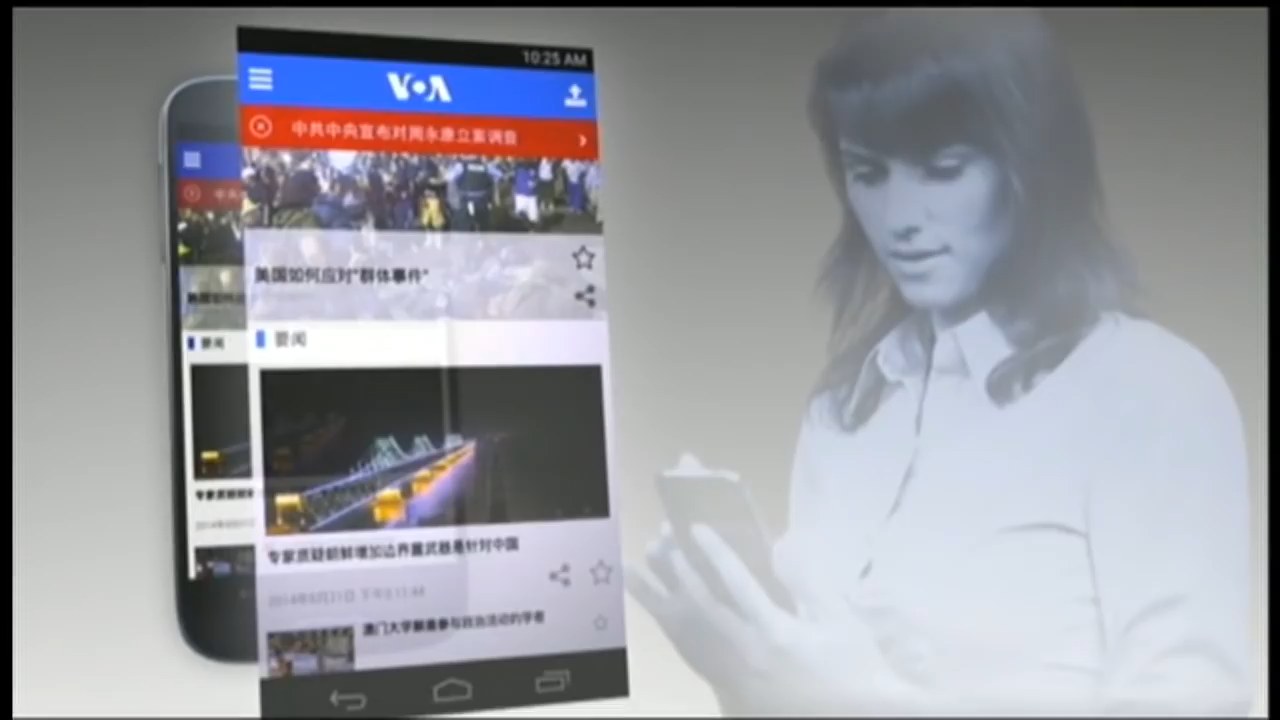 10:25 AM
VOA
中共中央宣布对周永康立案调查
美国如何应对"群体事件"
要闻
专家质疑朝鲜增加边界重武器是针对中国
澳门大学解雇参与政治活动的学者